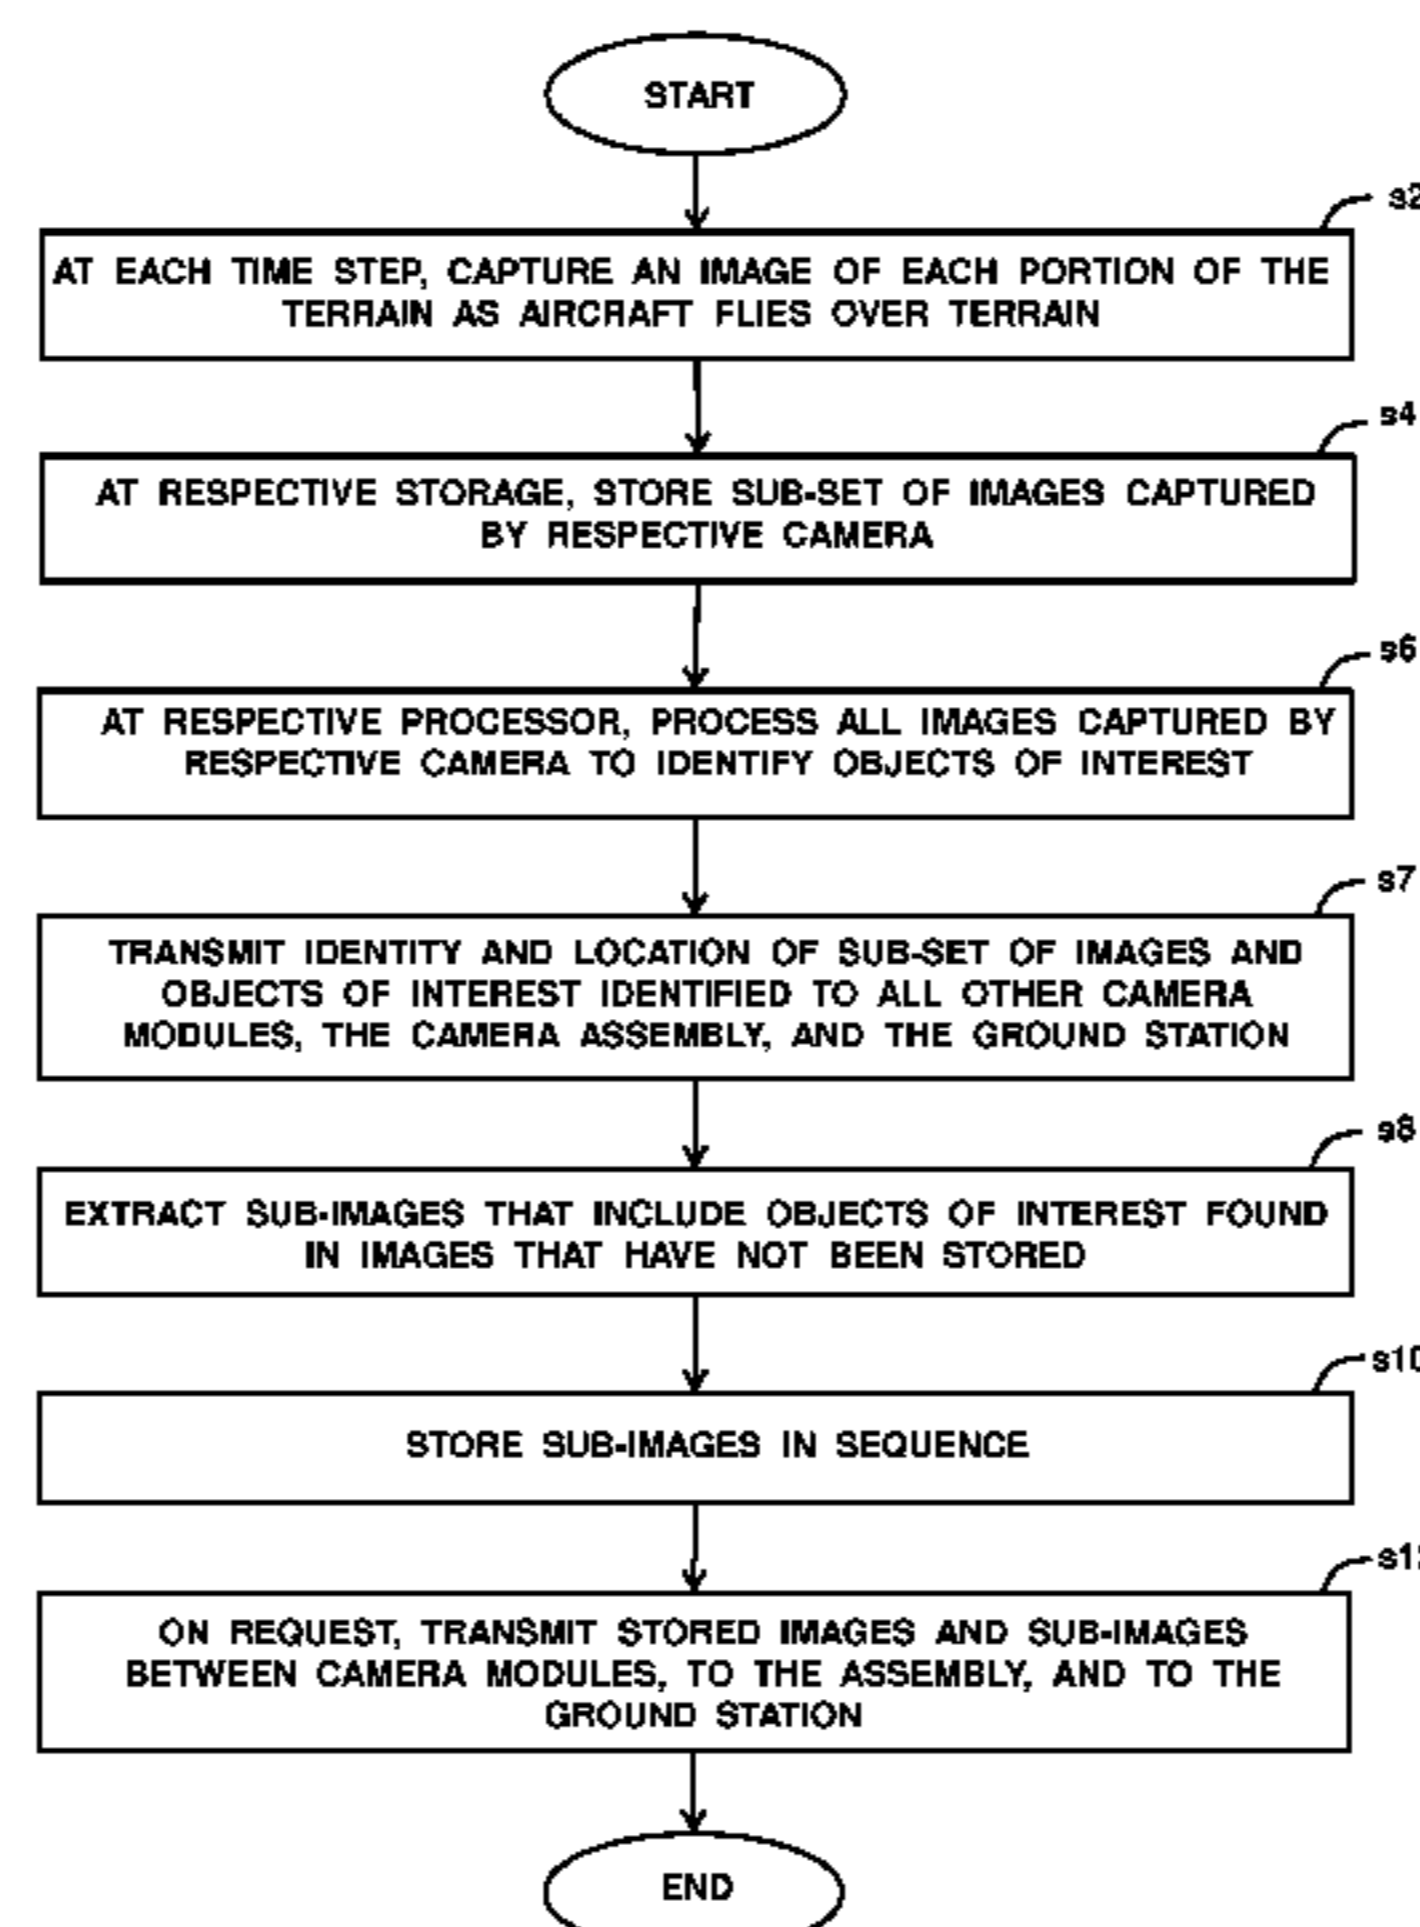 START
s2
AT EACH TIME STEP, CAPTURE AN IMAGE OF EACH PORTION OF THE
TERRAIN AS AIRCRAFT FLIES OVER TERRAIN
s4
AT RESPECTIVE STORAGE, STORE SUB-SET OF IMAGES CAPTURED
BY RESPECTIVE CAMERA
s6
AT RESPECTIVE PROCESSOR, PROCESS ALL IMAGES CAPTURED BY
RESPECTIVE CAMERA TO IDENTIFY OBJECTS OF INTEREST
s7
TRANSMIT IDENTITY AND LOCATION OF SUB-SET OF IMAGES AND
OBJECTS OF INTEREST IDENTIFIED TO ALL OTHER CAMERA
MODULES, THE CAMERA ASSEMBLY, AND THE GROUND STATION
s8
EXTRACT SUB-IMAGES THAT INCLUDE OBJECTS OF INTEREST FOUND
IN IMAGES THAT HAVE NOT BEEN STORED
s10
STORE SUB-IMAGES IN SEQUENCE
ON REQUEST, TRANSMIT STORED IMAGES AND SUB-IMAGES
BETWEEN CAMERA MODULES, TO THE ASSEMBLY, AND TO THE
GROUND STATION
END